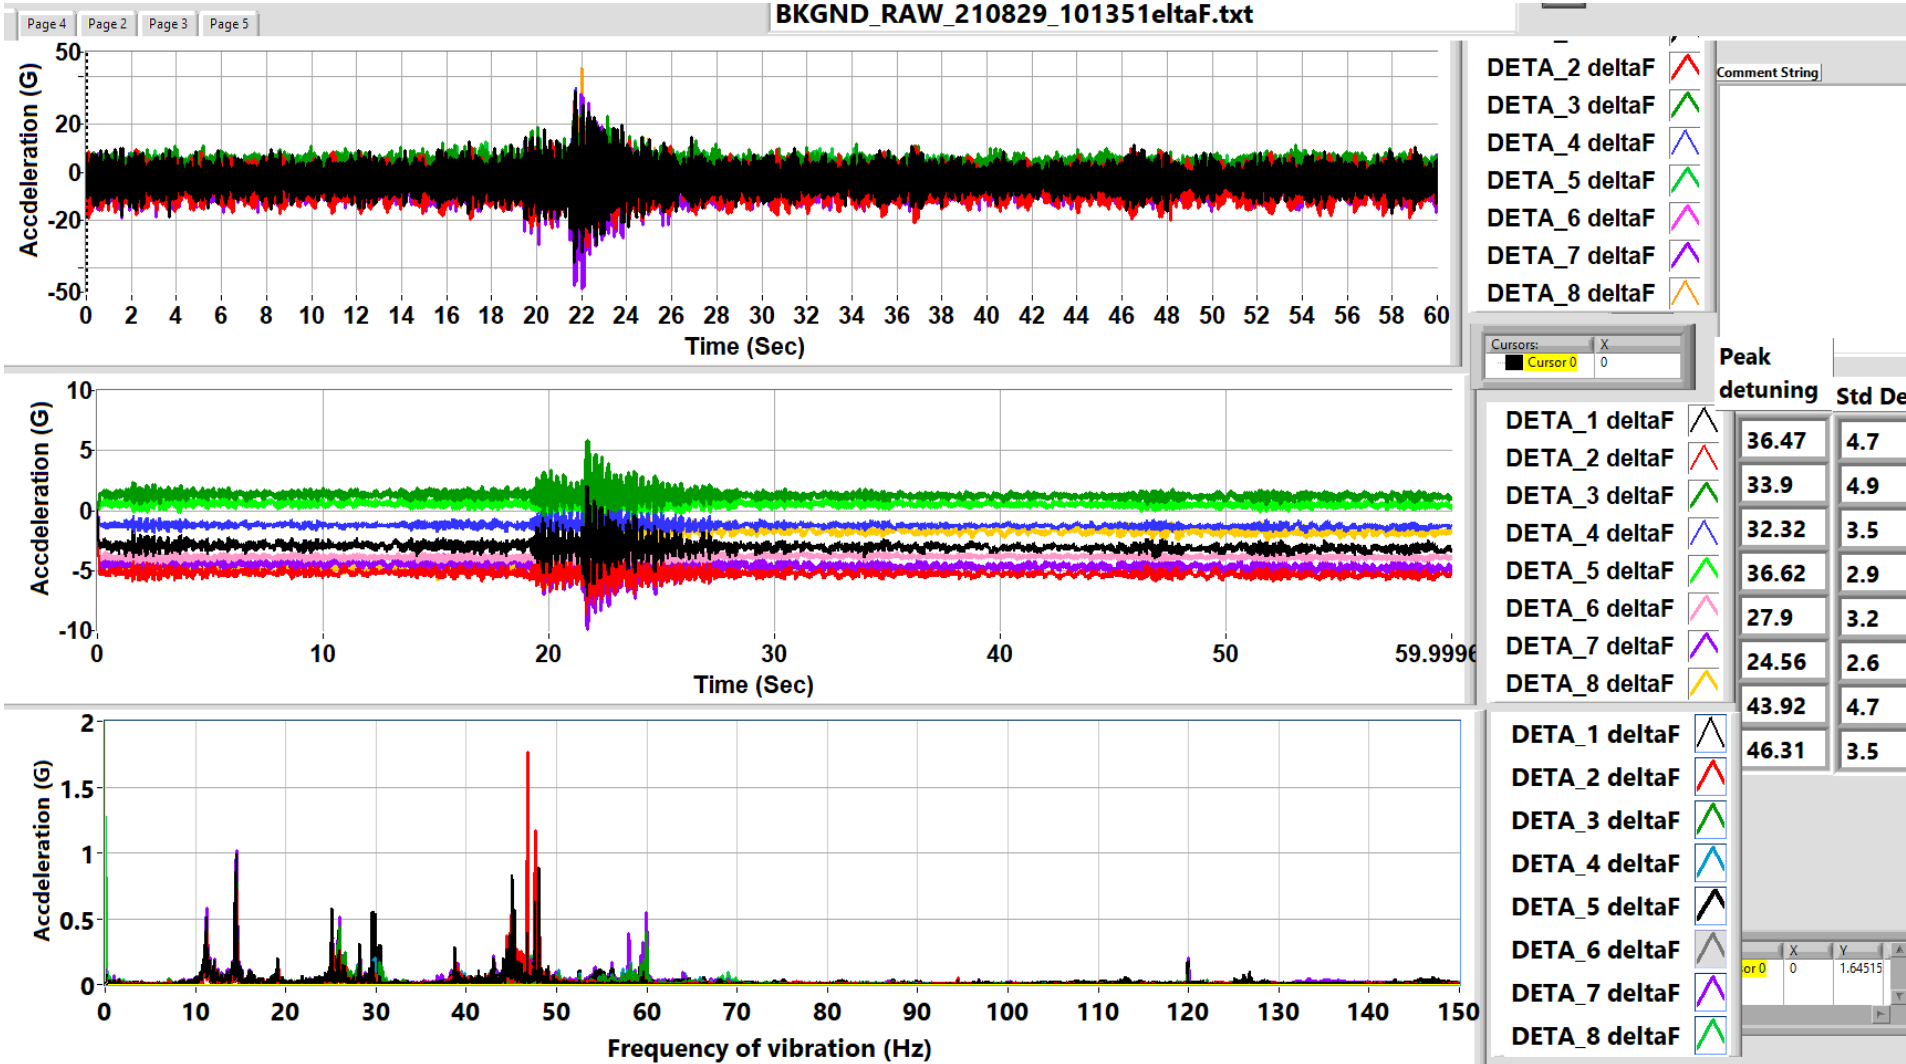 BKGND_RAW_210829_101351eltaF.txt
Page 4 Page 2 Page 3 Page 5
Accdeleration (G)
50
20
0
-20
-50
0 2 4 6 8 10 12 14 16 18 20 22 24 26 28 30 32 34 36 38 40 42 44 46 48 50 52 54 56 58 60
Time (Sec)
DETA_2 deltaF
DETA_3 deltaF
DETA_4 deltaF
DETA_5 deltaF
DETA_6 deltaF
DETA_7 deltaF
DETA_8 deltaF
Comment String
Cursors: X
Cursor 0 0
Accdeleration (G)
10
5
0
-5
-10
0 10 20 30 40 50 59.9996
Time (Sec)
DETA_1 deltaF
DETA_2 deltaF
DETA_3 deltaF
DETA_4 deltaF
DETA_5 deltaF
DETA_6 deltaF
DETA_7 deltaF
DETA_8 deltaF
Peak
detuning Std De
36.47 4.7
33.9 4.9
32.32 3.5
36.62 2.9
27.9 3.2
24.56 2.6
43.92 4.7
46.31 3.5
Accdeleration (G)
2
1.5
1
0.5
0
0 10 20 30 40 50 60 70 80 90 100 110 120 130 140 150
Frequency of vibration (Hz)
DETA_1 deltaF
DETA_2 deltaF
DETA_3 deltaF
DETA_4 deltaF
DETA_5 deltaF
DETA_6 deltaF
DETA_7 deltaF
DETA_8 deltaF
X Y
sor 0 0 1.64515